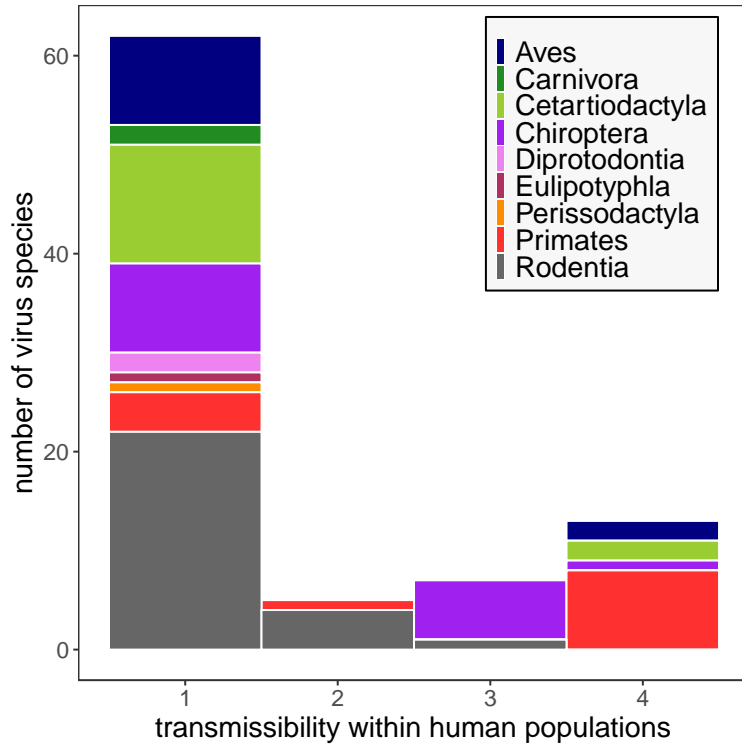 Aves
Carnivora
Cetartiodactyla
Chiroptera
Diprotodontia
Eulipotyphla
Perissodactyla
Primates
Rodentia
number of virus species
60
40
20
0
1 2 3 4
transmissibility within human populations